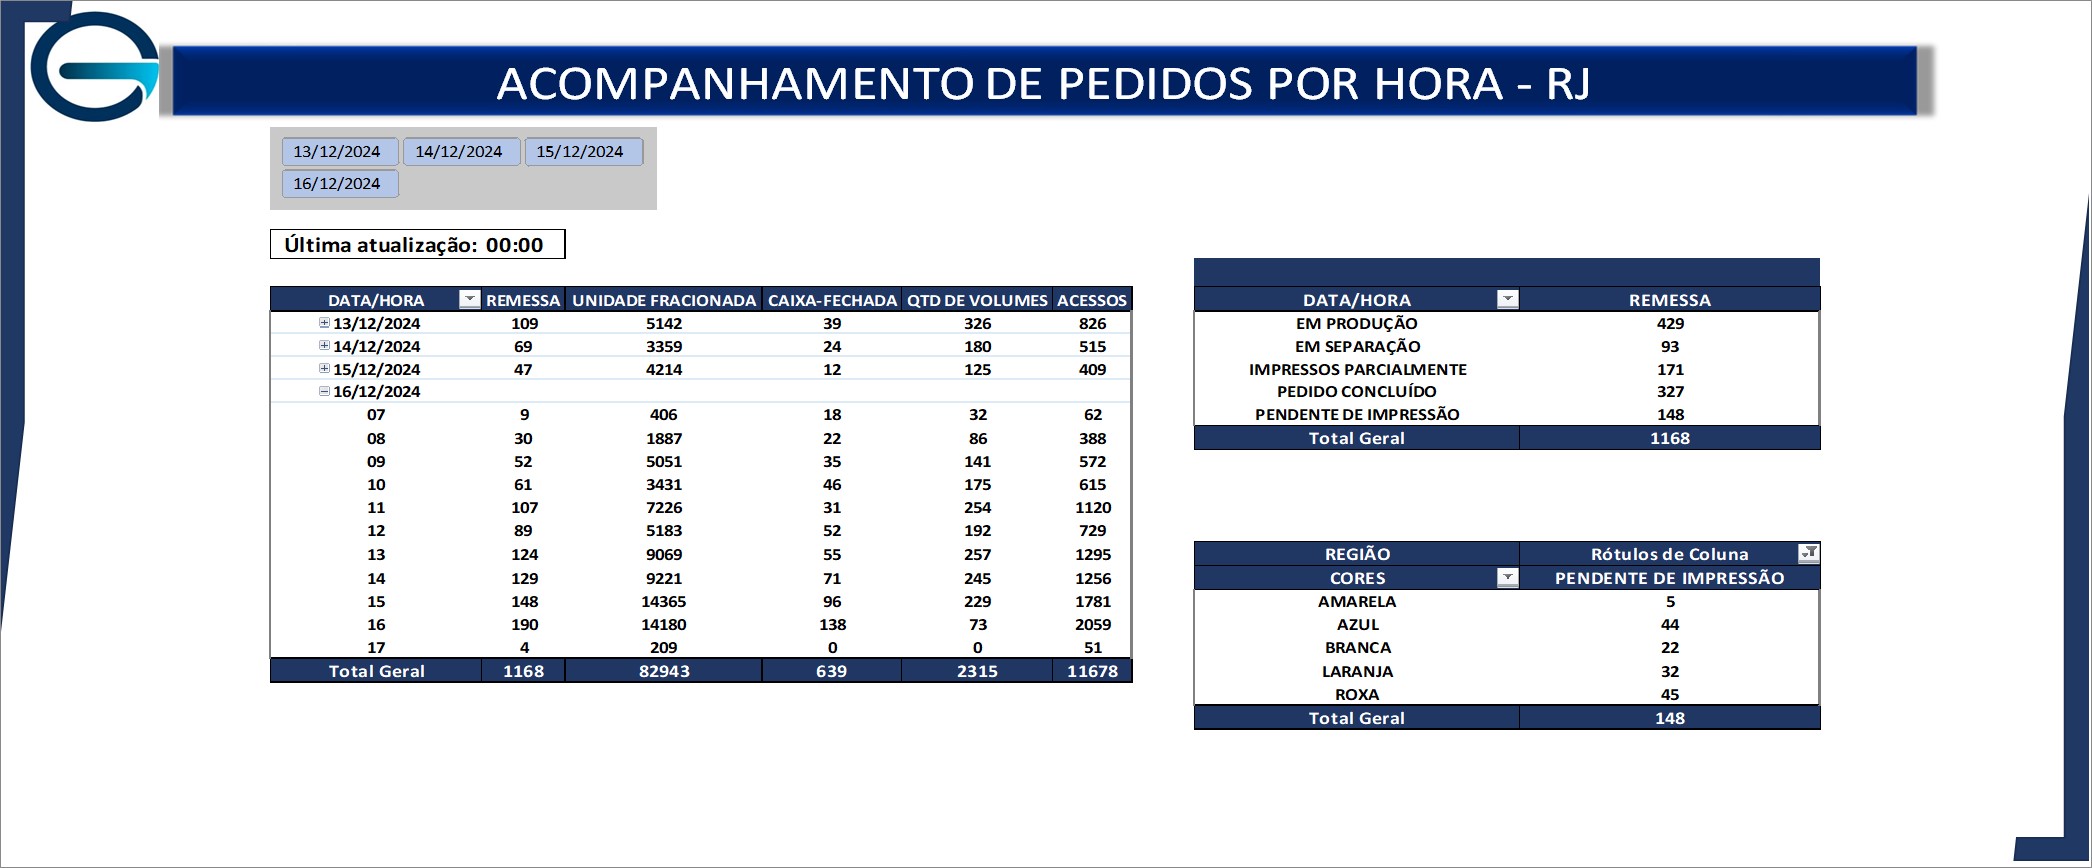 ACOMPANHAMENTO DE PEDIDOS POR HORA - RJ
13/12/2024 14/12/2024 15/12/2024
16/12/2024
Última atualização: 00:00
DATA/HORA REMESSA UNIDADE FRACIONADA CAIXA-FECHADA QTD DE VOLUMES ACESSOS
13/12/2024 109 5142 39 326 826
14/12/2024 69 3359 24 180 515
15/12/2024 47 4214 12 125 409
16/12/2024
07 9 406 18 32 62
08 30 1887 22 86 388
09 52 5051 35 141 572
10 61 3431 46 175 615
11 107 7226 31 254 1120
12 89 5183 52 192 729
13 124 9069 55 257 1295
14 129 9221 71 245 1256
15 148 14365 96 229 1781
16 190 14180 138 73 2059
17 4 209 0 0 51
Total Geral 1168 82943 639 2315 11678
DATA/HORA REMESSA
EM PRODUÇÃO 429
EM SEPARAÇÃO 93
IMPRESSOS PARCIALMENTE 171
PEDIDO CONCLUÍDO 327
PENDENTE DE IMPRESSÃO 148
Total Geral 1168
REGIÃO Rótulos de Coluna
CORES PENDENTE DE IMPRESSÃO
AMARELA 5
AZUL 44
BRANCA 22
LARANJA 32
ROXA 45
Total Geral 148